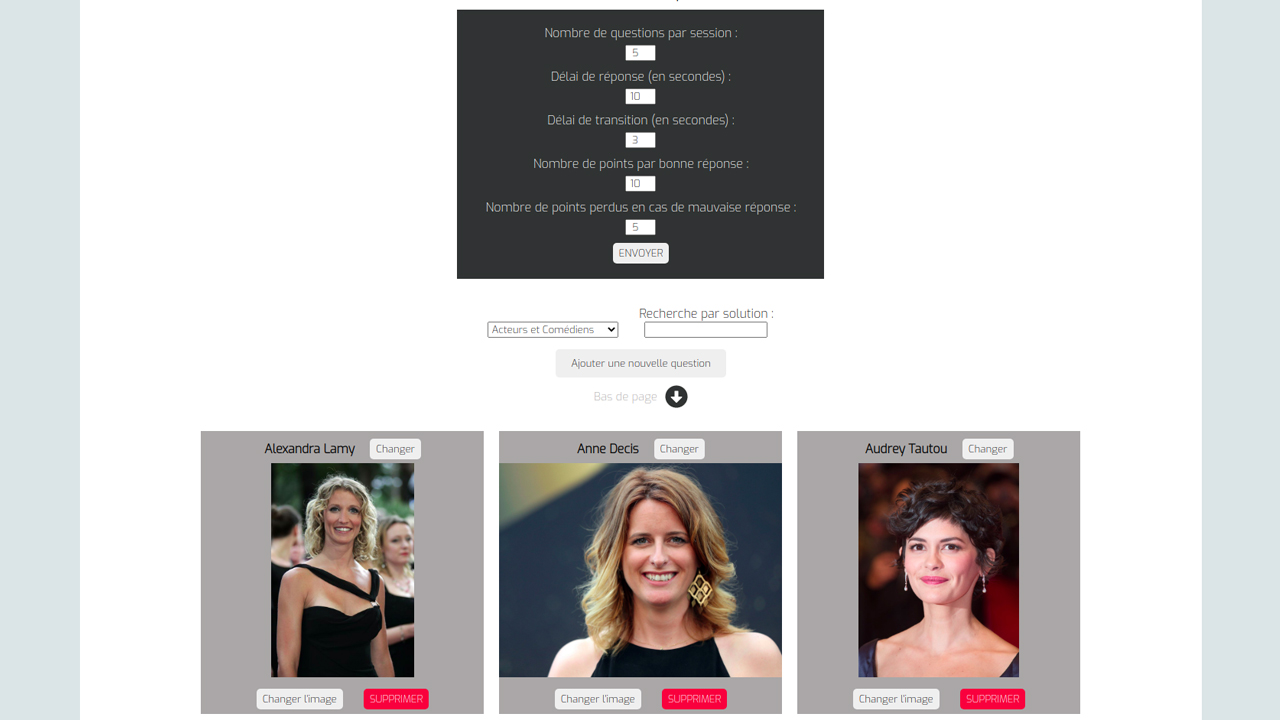 Nombre de questions par session :
5
Délai de réponse (en secondes) :
10
Délai de transition (en secondes) :
3
Nombre de points par bonne réponse :
10
Nombre de points perdus en cas de mauvaise réponse :
5
ENVOYER
Recherche par solution :
Acteurs et Comédiens
Ajouter une nouvelle question
Bas de page
Alexandra Lamy Changer
Anne Decis Changer
Audrey Tautou Changer
Changer l'image SUPPRIMER
Changer l'image SUPPRIMER
Changer l'image SUPPRIMER